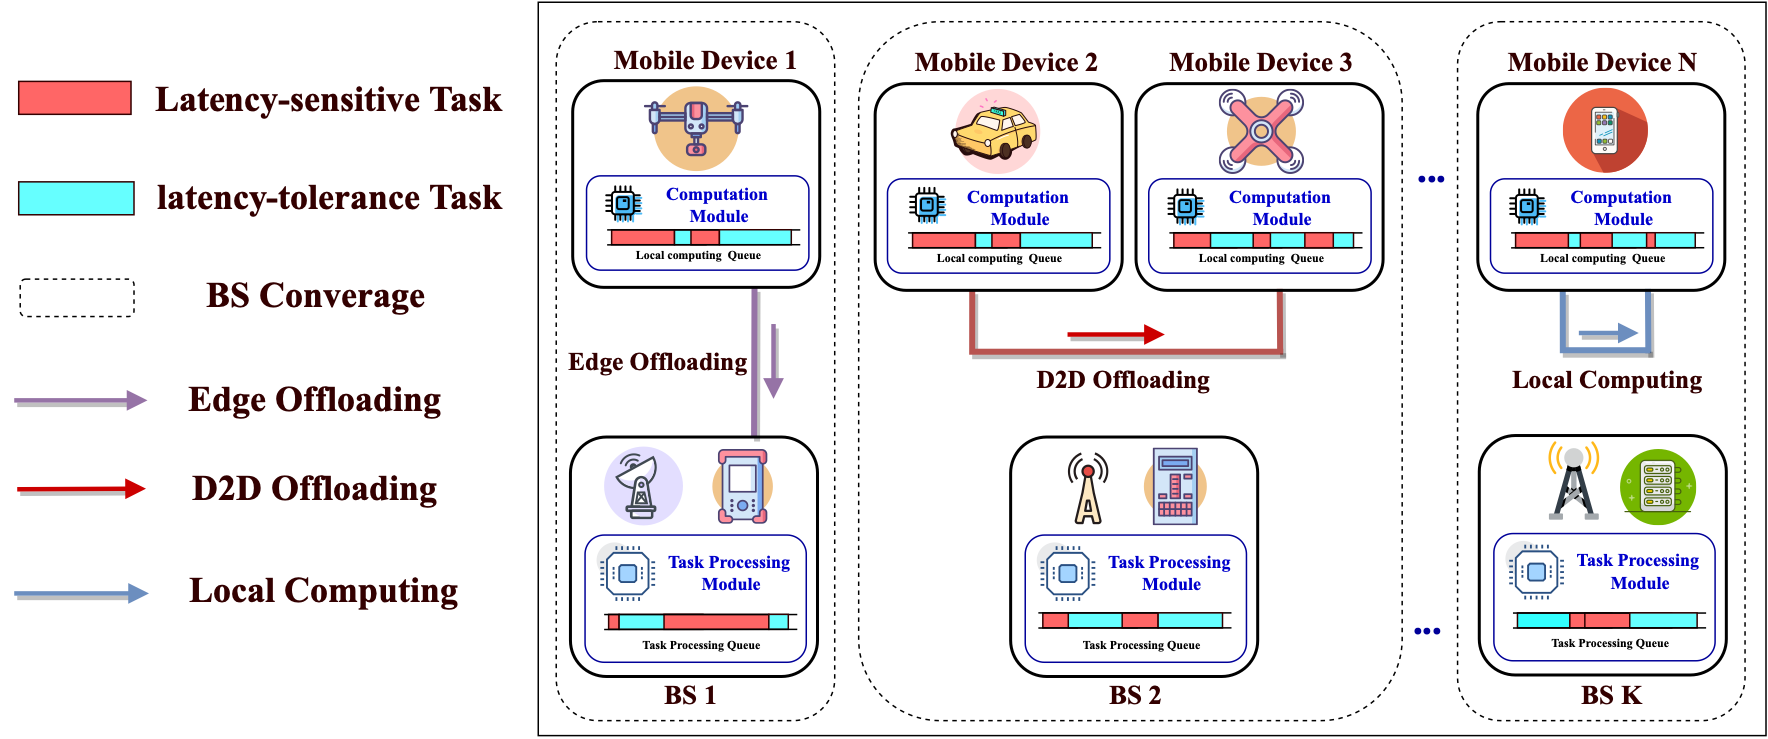 Latency-sensitive Task
latency-tolerance Task
BS Converage
Edge Offloading
D2D Offloading
Local Computing
Mobile Device 1
Computation
Module
Local computing Queue
Edge Offloading
Task Processing
Module
Task Processing Queue
BS 1
Mobile Device 2
Computation
Module
Local computing Queue
Mobile Device 3
Computation
Module
Local computing Queue
D2D Offloading
Task Processing
Module
Task Processing Queue
BS 2
...
...
Mobile Device N
Computation
Module
Local computing Queue
Local Computing
Task Processing
Module
Task Processing Queue
BS K